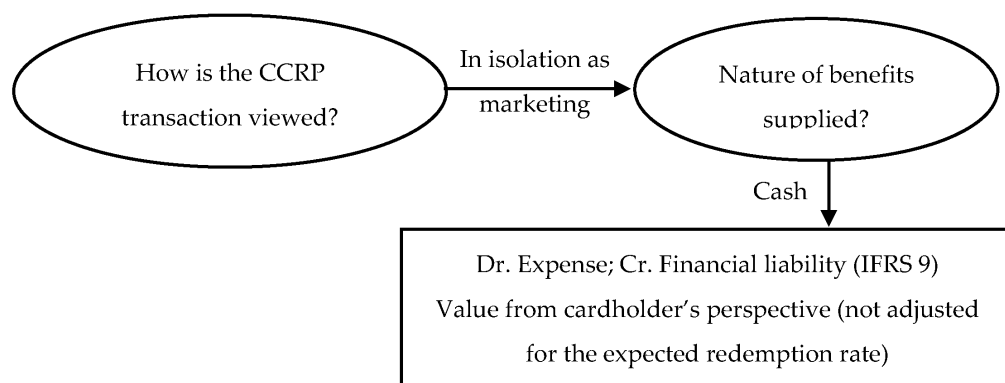 How is the CCRP
transaction viewed?
In isolation as
marketing
Nature of benefits
supplied?
Cash
Dr. Expense; Cr. Financial liability (IFRS 9)
Value from cardholder’s perspective (not adjusted
for the expected redemption rate)